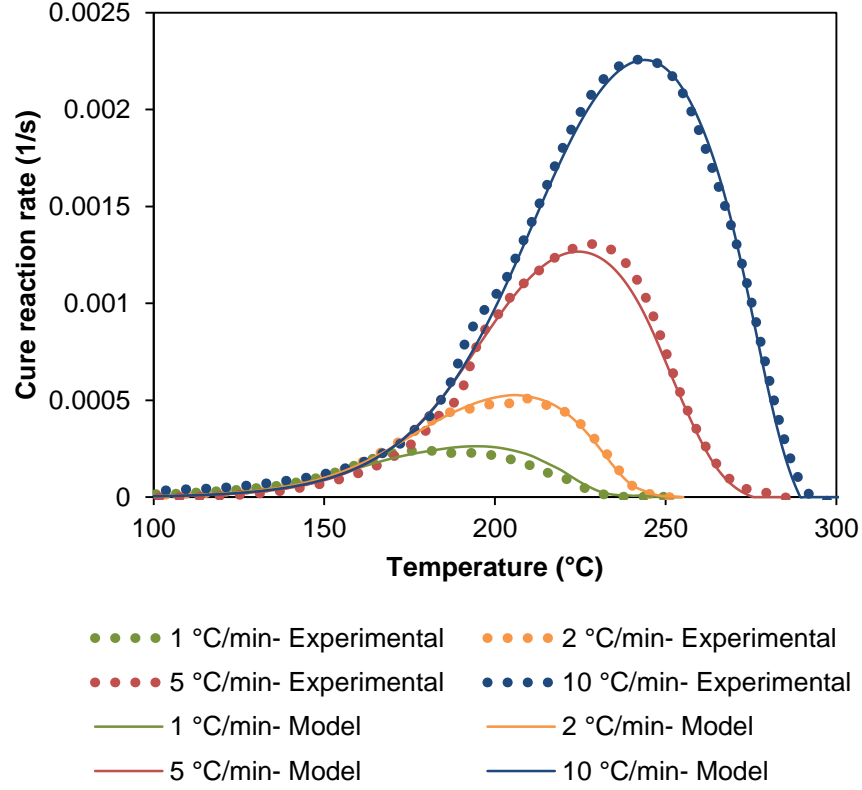 0.0025
0.002
0.0015
0.001
0.0005
0
Cure reaction rate (1/s)
100 150 200 250 300
Temperature (°C)
1 °C/min- Experimental 2 °C/min- Experimental
5 °C/min- Experimental 10 °C/min- Experimental
1 °C/min- Model 2 °C/min- Model
5 °C/min- Model 10 °C/min- Model